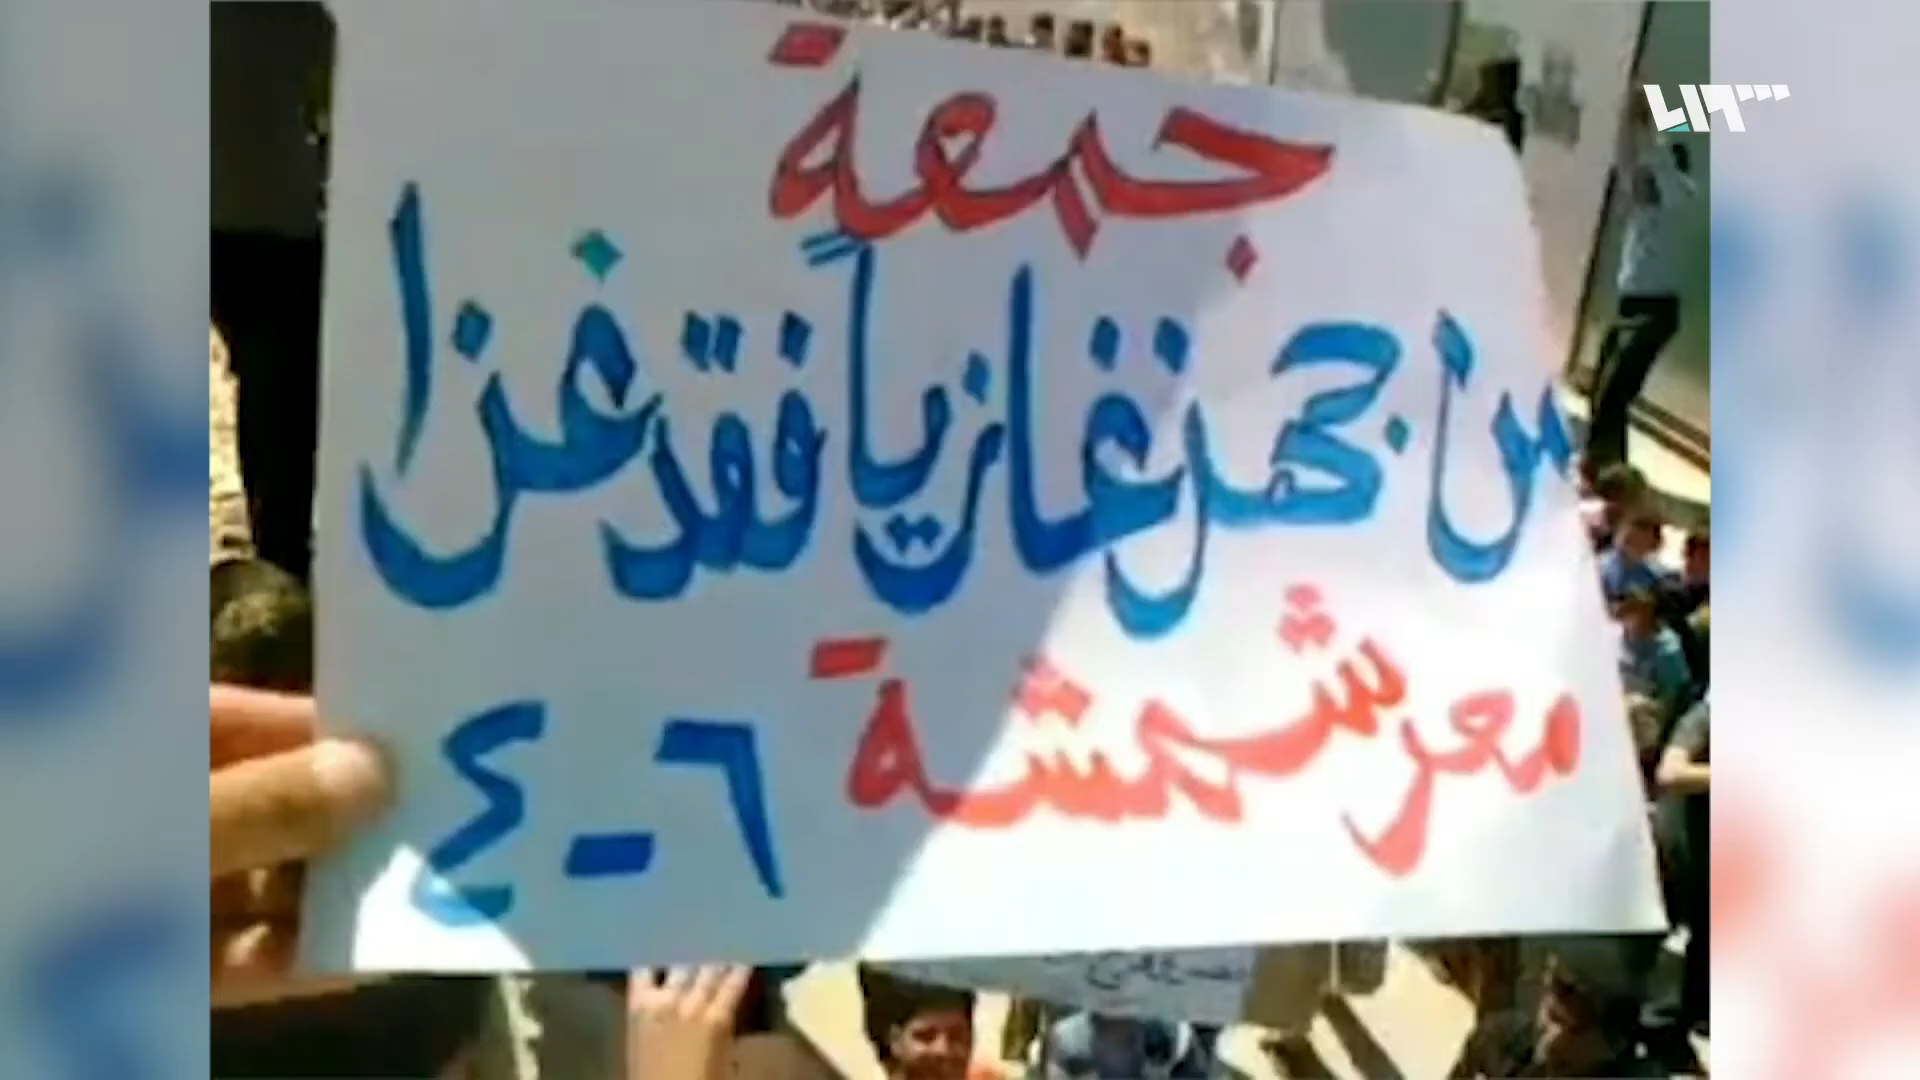 جمعة
من جهز غازياً فقد غزا
معرشمشة
٦-٤